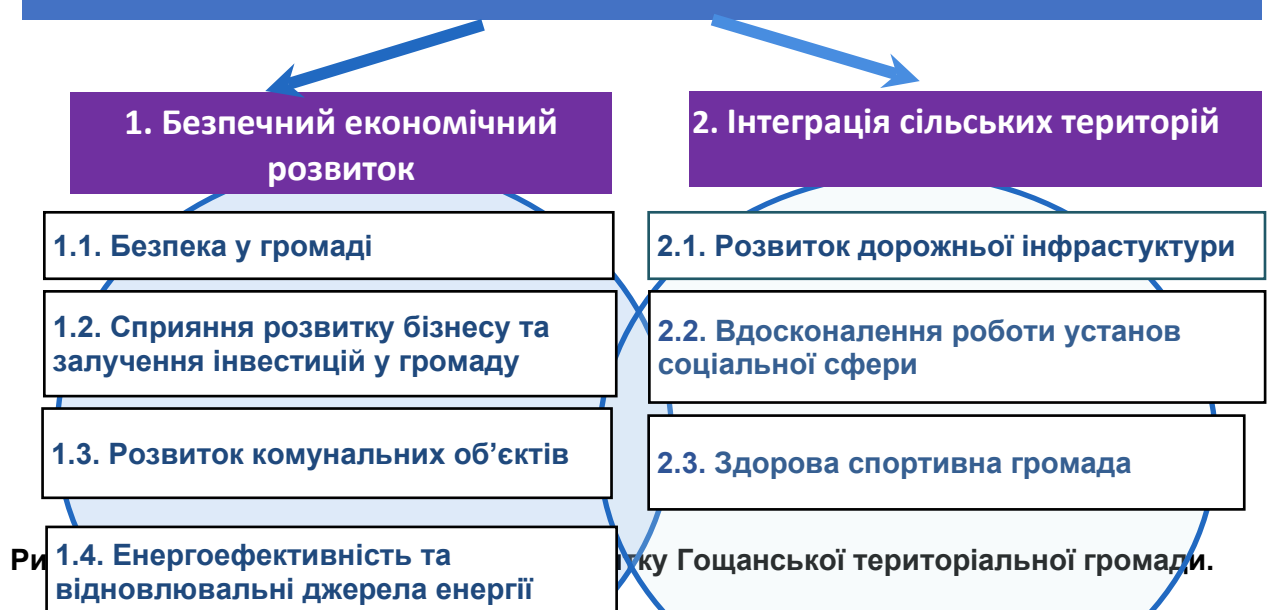 1. Безпечний економічний
розвиток
1.1. Безпека у громаді
1.2. Сприяння розвитку бізнесу та
залучення інвестицій у громаду
1.3. Розвиток комунальних об’єктів
1.4. Енергоефективність та
відновлювальні джерела енергії
2. Інтеграція сільських територій
2.1. Розвиток дорожньої інфрастуктури
2.2. Вдосконалення роботи установ
соціальної сфери
2.3. Здорова спортивна громада
Гощанської територіальної громади.